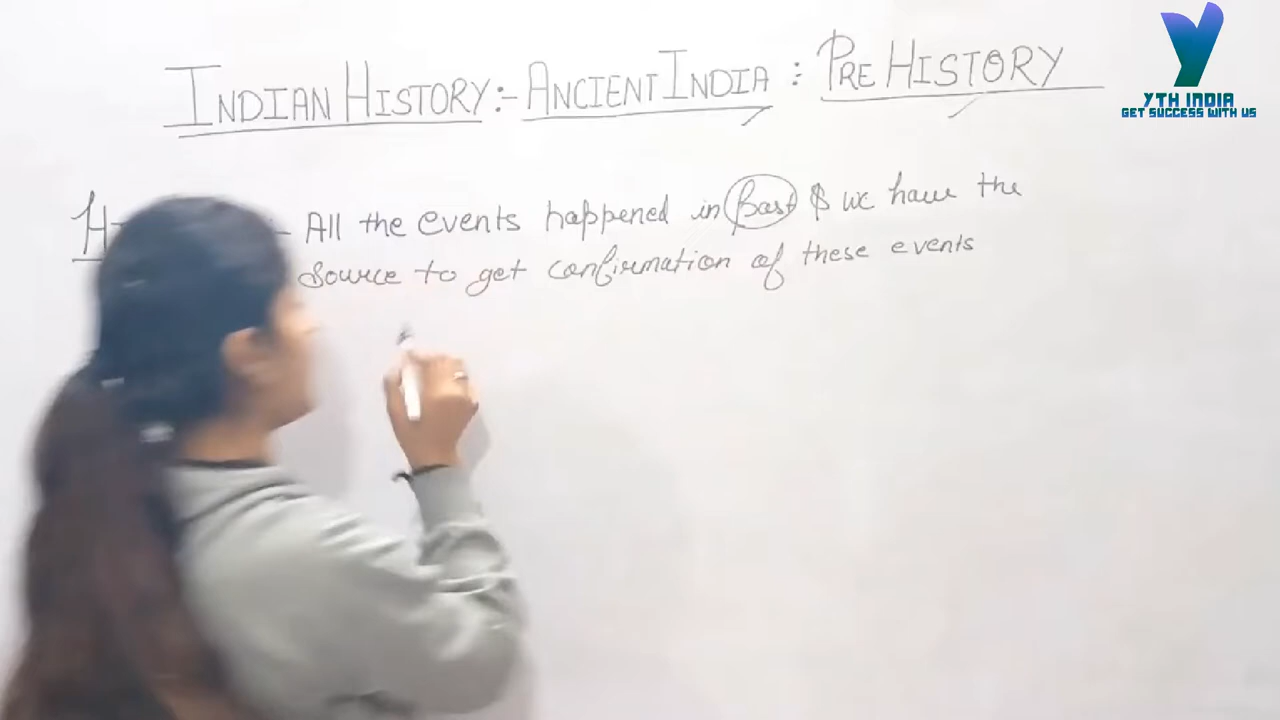 INDIAN HISTORY:- ANCIENT INDIA : PRE HISTORY
YTH INDIA
GET SUCCESS WITH US
All the events happened in Past & we have the
Source to get confirmation of these events